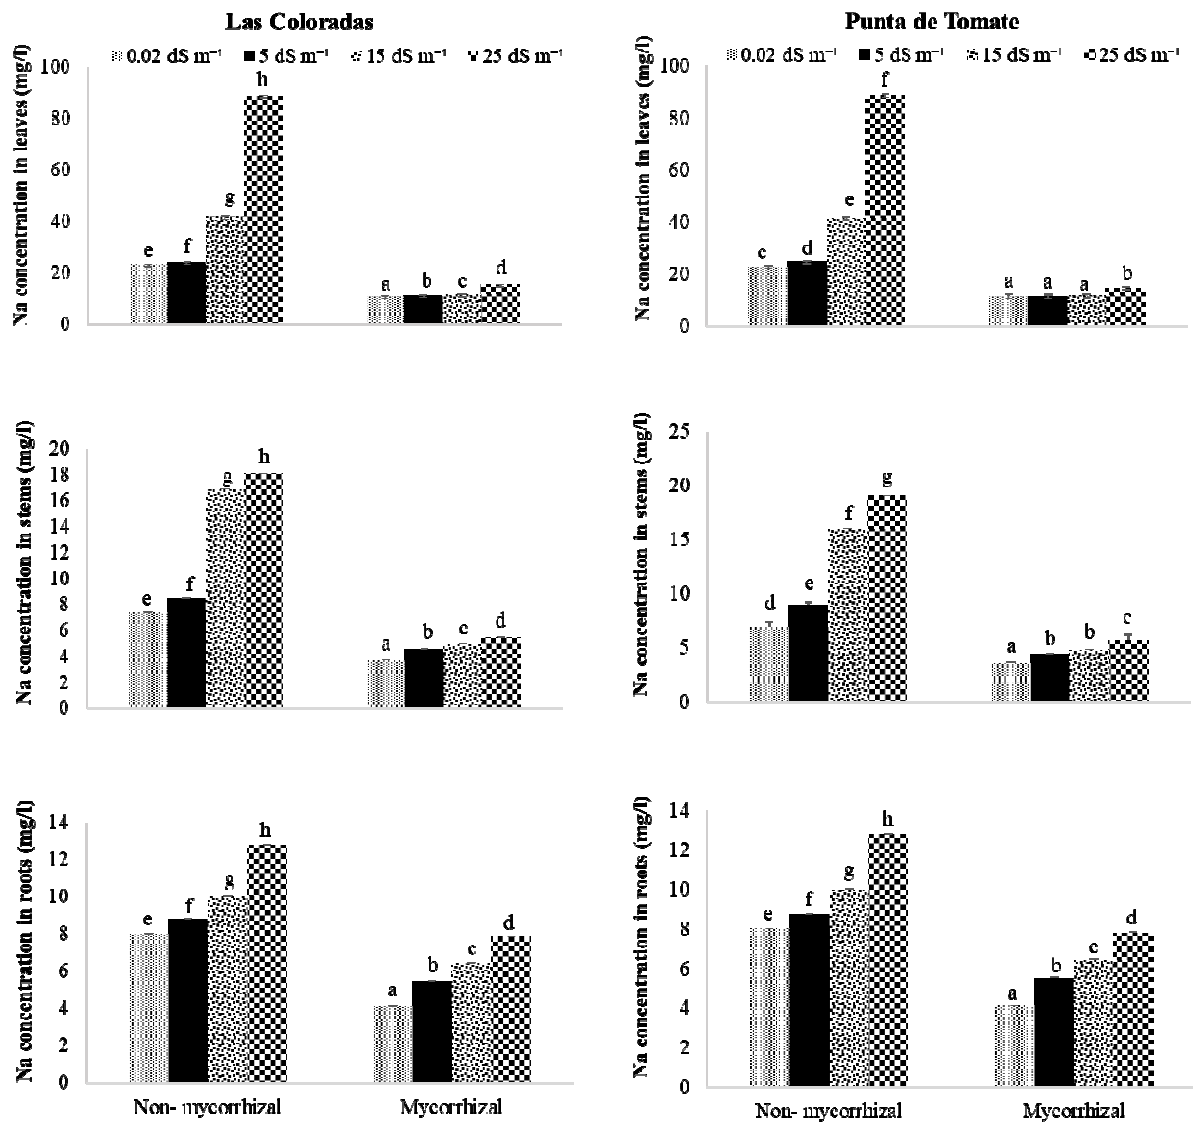 Las Coloradas
0.02 dS m⁻¹ 5 dS m⁻¹ 15 dS m⁻¹ 25 dS m⁻¹
Na concentration in leaves (mg/l)
100
80
60
40
20
0
e f g h a b c d
Punta de Tomate
0.02 dS m⁻¹ 5 dS m⁻¹ 15 dS m⁻¹ 25 dS m⁻¹
Na concentration in leaves (mg/l)
100
80
60
40
20
0
c d e f a a a b
Na concentration in stems (mg/l)
20
18
16
14
12
10
8
6
4
2
0
e f g h a b c d
Na concentration in stems (mg/l)
25
20
15
10
5
0
d e f g a b b c
Na concentration in roots (mg/l)
14
12
10
8
6
4
2
0
e f g h a b c d
Non- mycorrhizal Mycorrhizal
Na concentration in roots (mg/l)
14
12
10
8
6
4
2
0
e f g h a b c d
Non- mycorrhizal Mycorrhizal